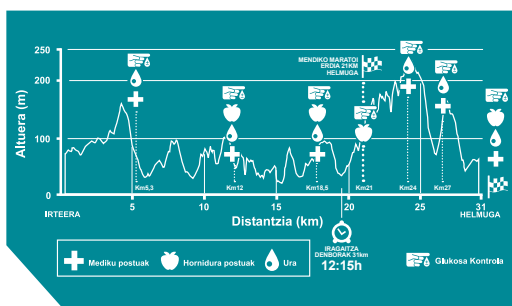 Altuera (m)
250
200
100
0
MENDIKO MARATOI
ERDIA 21KM
HELMUGA
Km5,3
Km12
Km18,5
Km21
Km24
Km27
5
10
15
20
25
31
IRTEERA
Distantzia (km)
HELMUGA
Mediku postuak
Hornidura postuak
Ura
IRAGAITZA
DENBORAK 31km
12:15h
Glukosa Kontrola